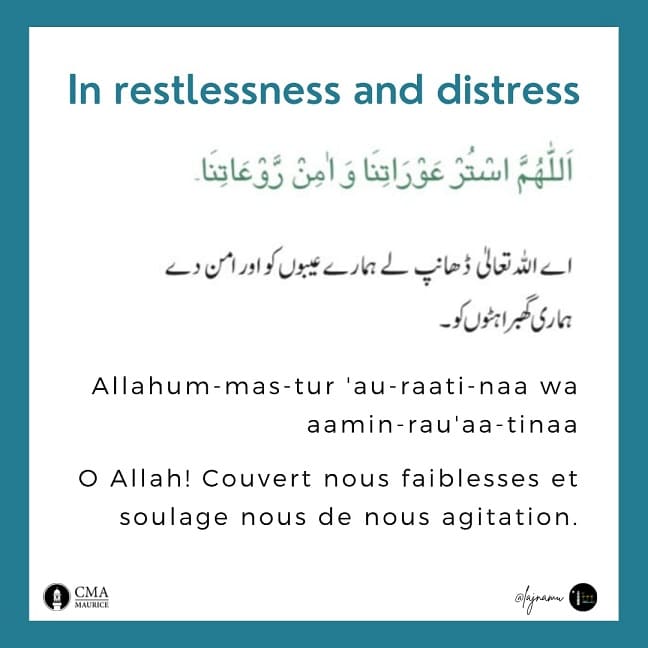 In restlessness and distress
اَللّٰهُمَّ اسْتُرْ عَوْرَاتِنَا وَ اٰمِنْ رَّوْعَاتِنَا۔
اے اللہ تعالیٰ ڈھانپ لے ہمارے عیبوں کو اور امن دے
ہماری گھبراہٹوں کو۔
Allahum-mas-tur 'au-raati-naa wa
aamin-rau'aa-tinaa
O Allah! Couvert nous faiblesses et
soulage nous de nous agitation.
CMA
MAURICE
@lajnamu